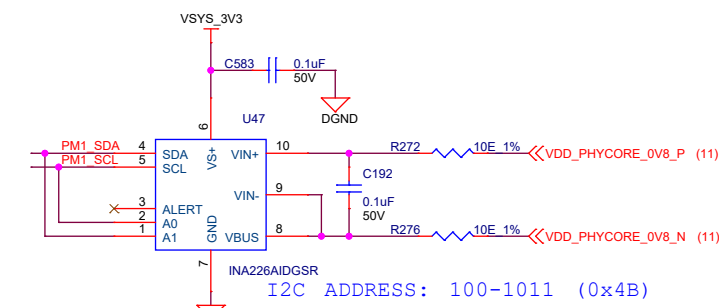 VSYS_3V3
C583 0.1uF
50V
DGND
U47
6
PM1_SDA 4 SDA VS+ VIN+ 10 R272 10E_1% VDD_PHYCORE_0V8_P (11)
PM1_SCL 5 SCL
C192
9 VIN-
0.1uF
50V
3 ALERT
2 A0
1 A1 GND VBUS 8 R276 10E_1% VDD_PHYCORE_0V8_N (11)
7
INA226AIDGSR
I2C ADDRESS: 100-1011 (0x4B)